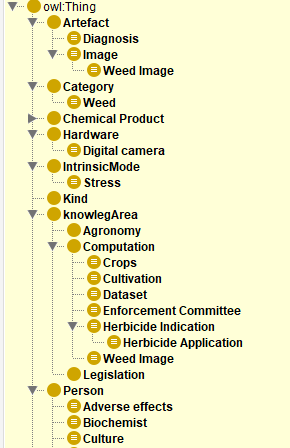 owl:Thing
Artefact
Diagnosis
Image
Weed Image
Category
Weed
Chemical Product
Hardware
Digital camera
IntrinsicMode
Stress
Kind
knowlegArea
Agronomy
Computation
Crops
Cultivation
Dataset
Enforcement Committee
Herbicide Indication
Herbicide Application
Weed Image
Legislation
Person
Adverse effects
Biochemist
Culture